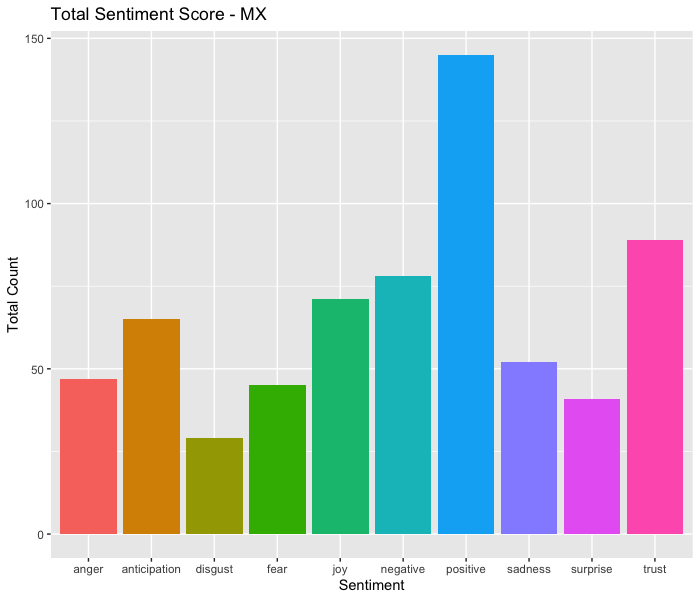 Total Sentiment Score - MX
150
100
50
0
Total Count
anger anticipation disgust fear joy negative positive sadness surprise trust
Sentiment